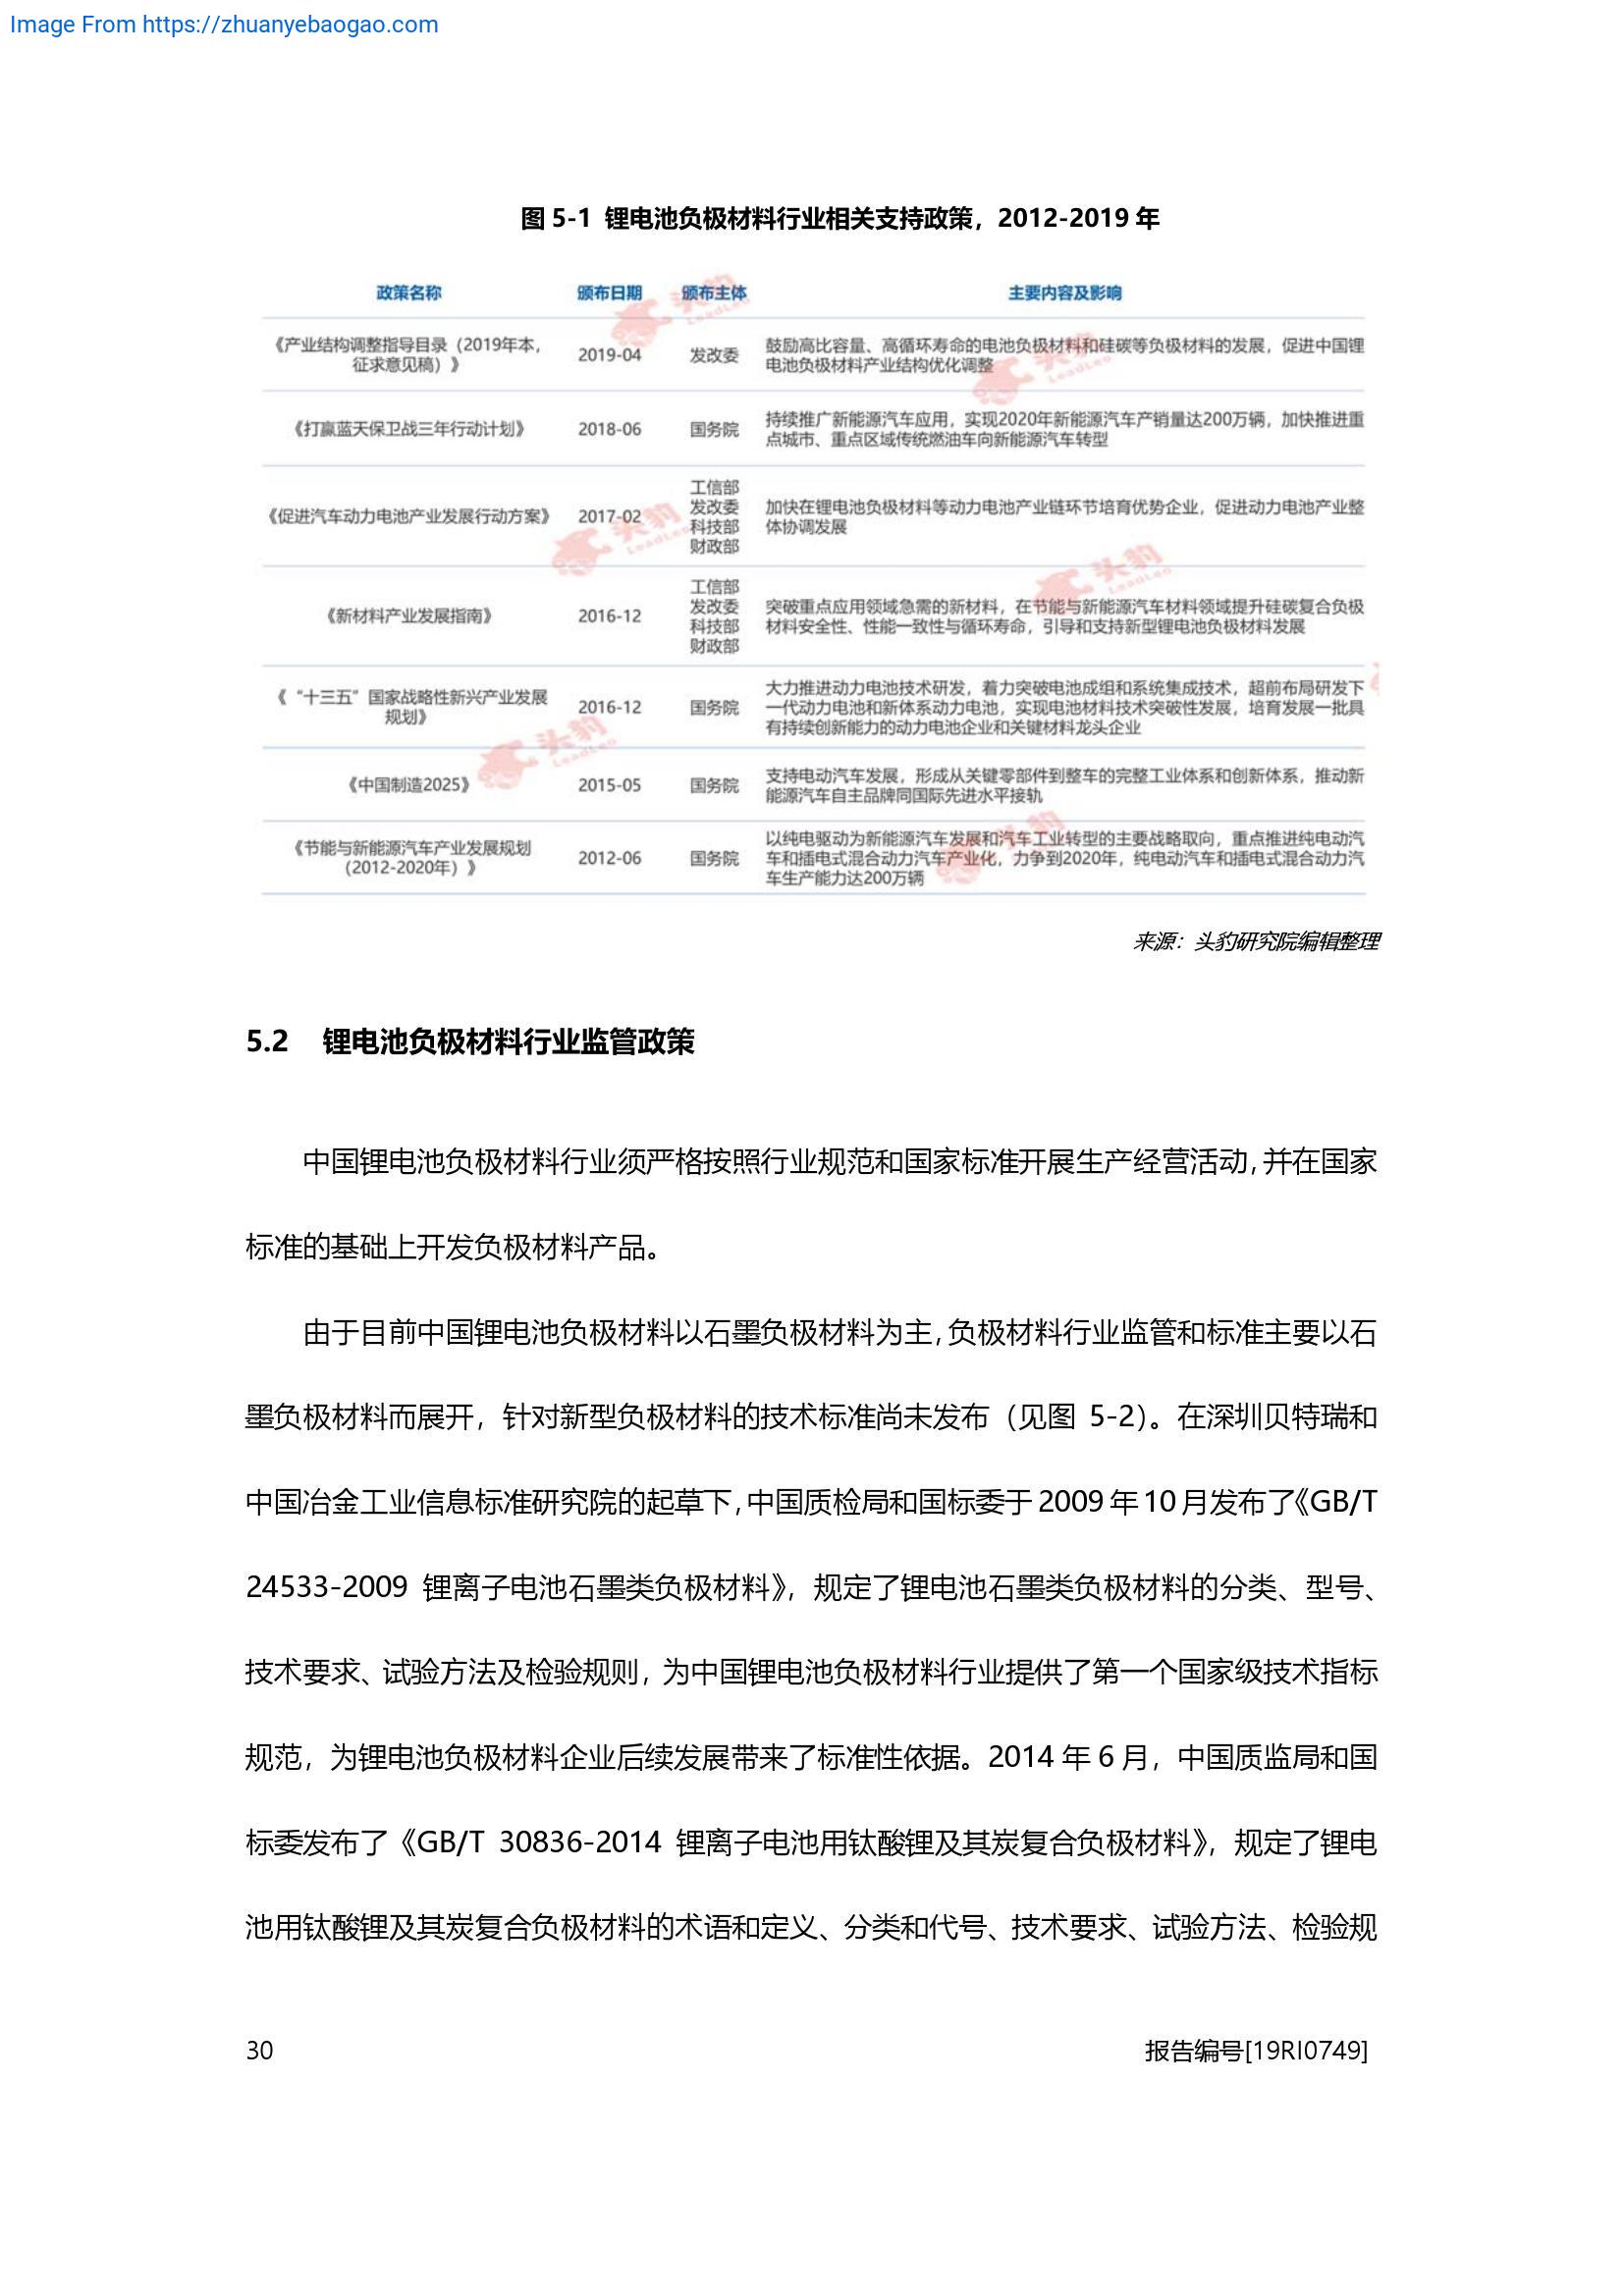 Image From https://zhuanyebaogao.com
图 5-1 锂电池负极材料行业相关支持政策，2012-2019 年
政策名称 颁布日期 颁布主体 主要内容及影响
《产业结构调整指导目录（2019年本，
征求意见稿）》
2019-04
发改委
鼓励高比容量、高循环寿命的电池负极材料和硅碳等负极材料的发展，促进中国锂
电池负极材料产业结构优化调整
《打赢蓝天保卫战三年行动计划》
2018-06
国务院
持续推广新能源汽车应用，实现2020年新能源汽车产销量达200万辆，加快推进重
点城市、重点区域传统燃油车向新能源汽车转型
《促进汽车动力电池产业发展行动方案》
2017-02
工信部
发改委
科技部
财政部
加快在锂电池负极材料等动力电池产业链环节培育优势企业，促进动力电池产业整
体协调发展
《新材料产业发展指南》
2016-12
工信部
发改委
科技部
财政部
突破重点应用领域急需的新材料，在节能与新能源汽车材料领域提升硅碳复合负极
材料安全性、性能一致性与循环寿命，引导和支持新型锂电池负极材料发展
《“十三五”国家战略性新兴产业发展
规划》
2016-12
国务院
大力推进动力电池技术研发，着力突破电池成组和系统集成技术，超前布局研发下
一代动力电池和新体系动力电池，实现电池材料技术突破性发展，培育发展一批具
有持续创新能力的动力电池企业和关键材料龙头企业
《中国制造2025》
2015-05
国务院
支持电动汽车发展，形成从关键零部件到整车的完整工业体系和创新体系，推动新
能源汽车自主品牌同国际先进水平接轨
《节能与新能源汽车产业发展规划
（2012-2020年）》
2012-06
国务院
以纯电驱动为新能源汽车发展和汽车工业转型的主要战略取向，重点推进纯电动汽
车和插电式混合动力汽车产业化，力争到2020年，纯电动汽车和插电式混合动力汽
车生产能力达200万辆
头豹
LeadLeo
头豹
LeadLeo
头豹
LeadLeo
头豹
LeadLeo
头豹
LeadLeo
头豹
来源：头豹研究院编辑整理
5.2 锂电池负极材料行业监管政策
中国锂电池负极材料行业须严格按照行业规范和国家标准开展生产经营活动，并在国家
标准的基础上开发负极材料产品。
由于目前中国锂电池负极材料以石墨负极材料为主，负极材料行业监管和标准主要以石
墨负极材料而展开，针对新型负极材料的技术标准尚未发布（见图 5-2）。在深圳贝特瑞和
中国冶金工业信息标准研究院的起草下，中国质检局和国标委于 2009 年 10 月发布了《GB/T
24533-2009 锂离子电池石墨类负极材料》，规定了锂电池石墨类负极材料的分类、型号、
技术要求、试验方法及检验规则，为中国锂电池负极材料行业提供了第一个国家级技术指标
规范，为锂电池负极材料企业后续发展带来了标准性依据。2014 年 6 月，中国质监局和国
标委发布了《GB/T 30836-2014 锂离子电池用钛酸锂及其炭复合负极材料》，规定了锂电
池用钛酸锂及其炭复合负极材料的术语和定义、分类和代号、技术要求、试验方法、检验规
30
报告编号[19RI0749]